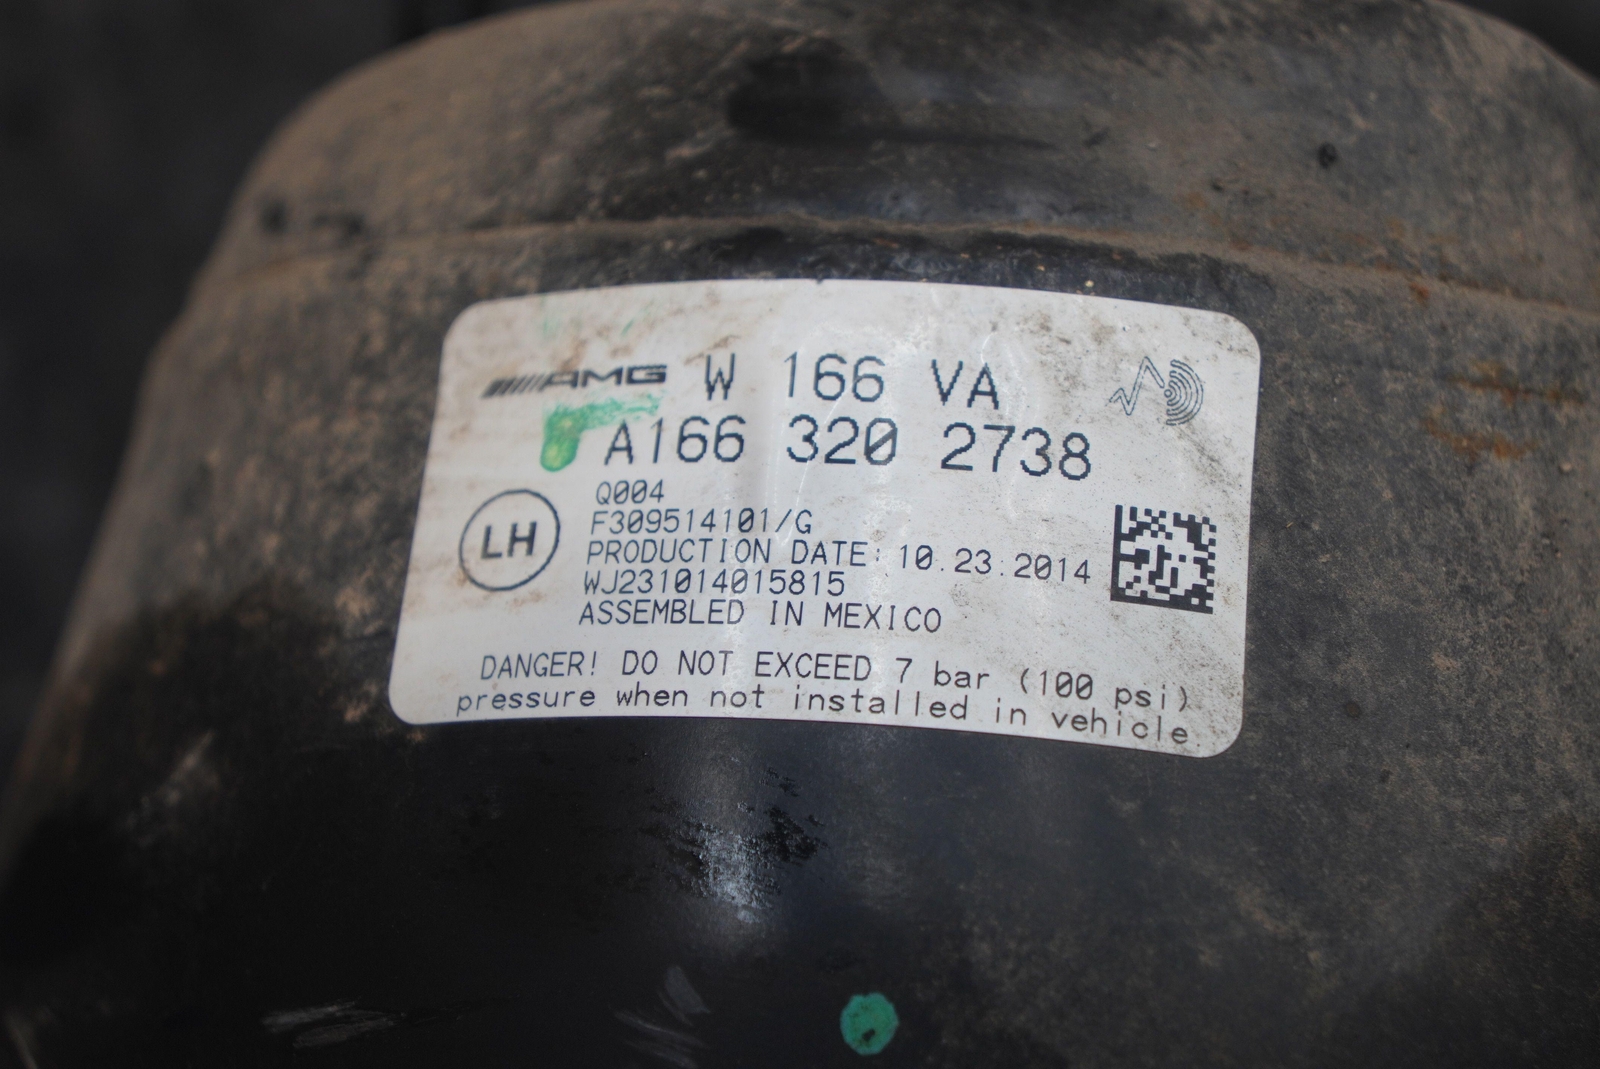 AMG W 166 VA
A166 320 2738
Q004
F309514101/G
LH
PRODUCTION DATE: 10.23.2014
WJ231014015815
ASSEMBLED IN MEXICO
DANGER! DO NOT EXCEED 7 bar (100 psi)
pressure when not installed in vehicle.